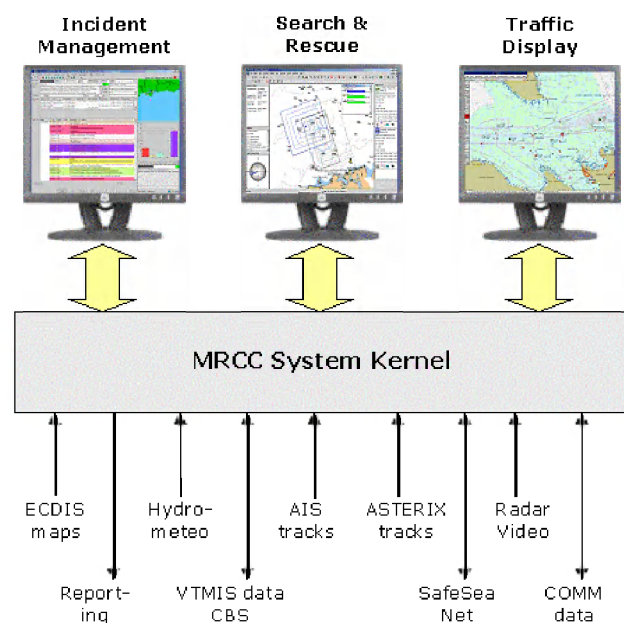 Incident
Management
Search &
Rescue
Traffic
Display
MRCC System Kernel
ECDIS
maps
Hydro-
meteo
AIS
tracks
ASTERIX
tracks
Radar
Video
Report-
ing
VTMIS data
CBS
SafeSea
Net
COMM
data